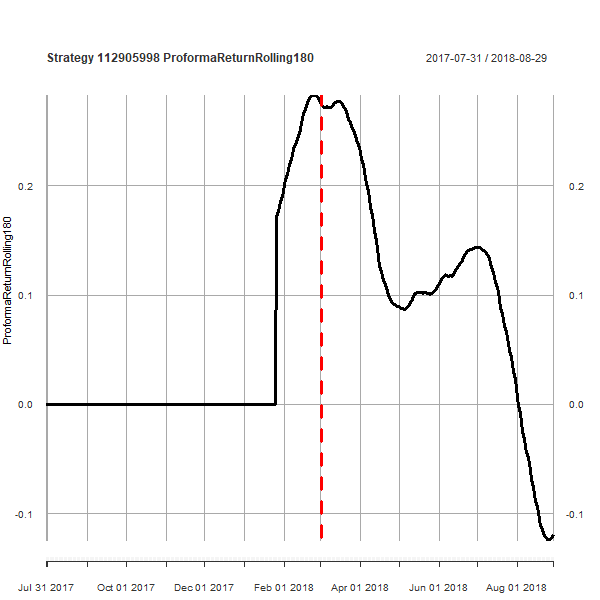 Strategy 112905998 ProformaReturnRolling180
2017-07-31 / 2018-08-29
ProformaReturnRolling180
0.2
0.2
0.1
0.1
0.0
0.0
-0.1
-0.1
Jul 31 2017
Oct 01 2017
Dec 01 2017
Feb 01 2018
Apr 01 2018
Jun 01 2018
Aug 01 2018